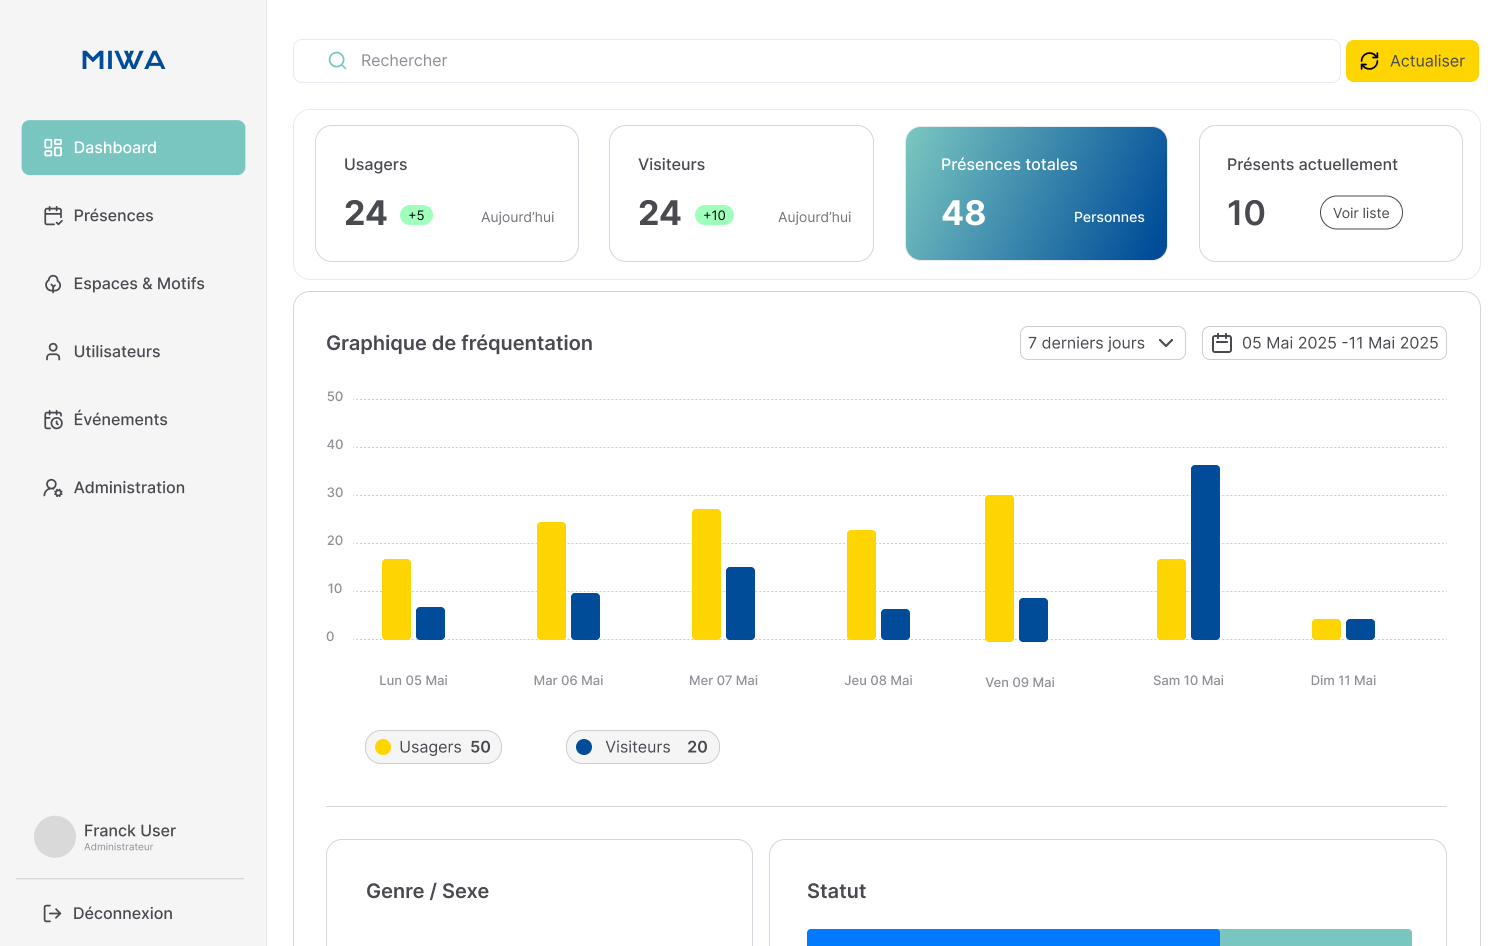 MIWA
Dashboard
Présences
Espaces & Motifs
Utilisateurs
Événements
Administration
Franck User
Administrateur
Déconnexion
Rechercher
Actualiser
Usagers
24 +5 Aujourd'hui
Visiteurs
24 +10 Aujourd'hui
Présences totales
48 Personnes
Présents actuellement
10 Voir liste
Graphique de fréquentation
7 derniers jours
05 Mai 2025 -11 Mai 2025
50
40
30
20
10
0
Lun 05 Mai
Mar 06 Mai
Mer 07 Mai
Jeu 08 Mai
Ven 09 Mai
Sam 10 Mai
Dim 11 Mai
Usagers 50
Visiteurs 20
Genre / Sexe
Statut